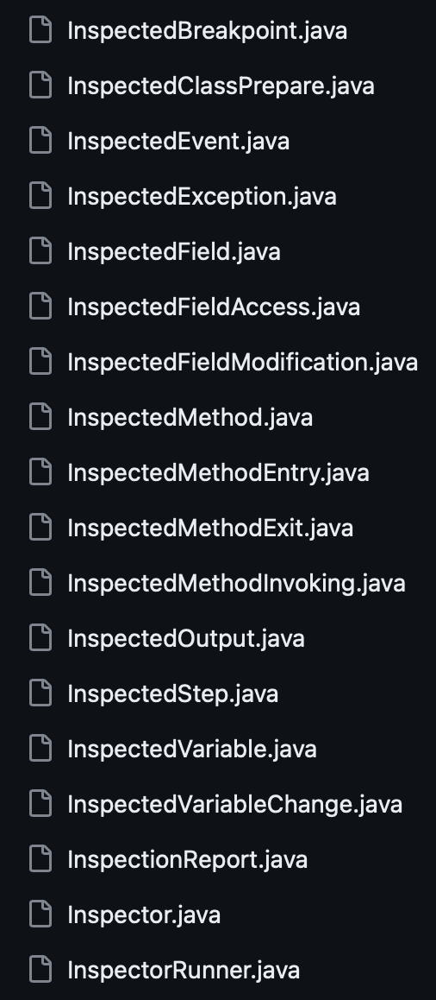 InspectedBreakpoint.java
InspectedClassPrepare.java
InspectedEvent.java
InspectedException.java
InspectedField.java
InspectedFieldAccess.java
InspectedFieldModification.java
InspectedMethod.java
InspectedMethodEntry.java
InspectedMethodExit.java
InspectedMethodInvoking.java
InspectedOutput.java
InspectedStep.java
InspectedVariable.java
InspectedVariableChange.java
InspectionReport.java
Inspector.java
InspectorRunner.java